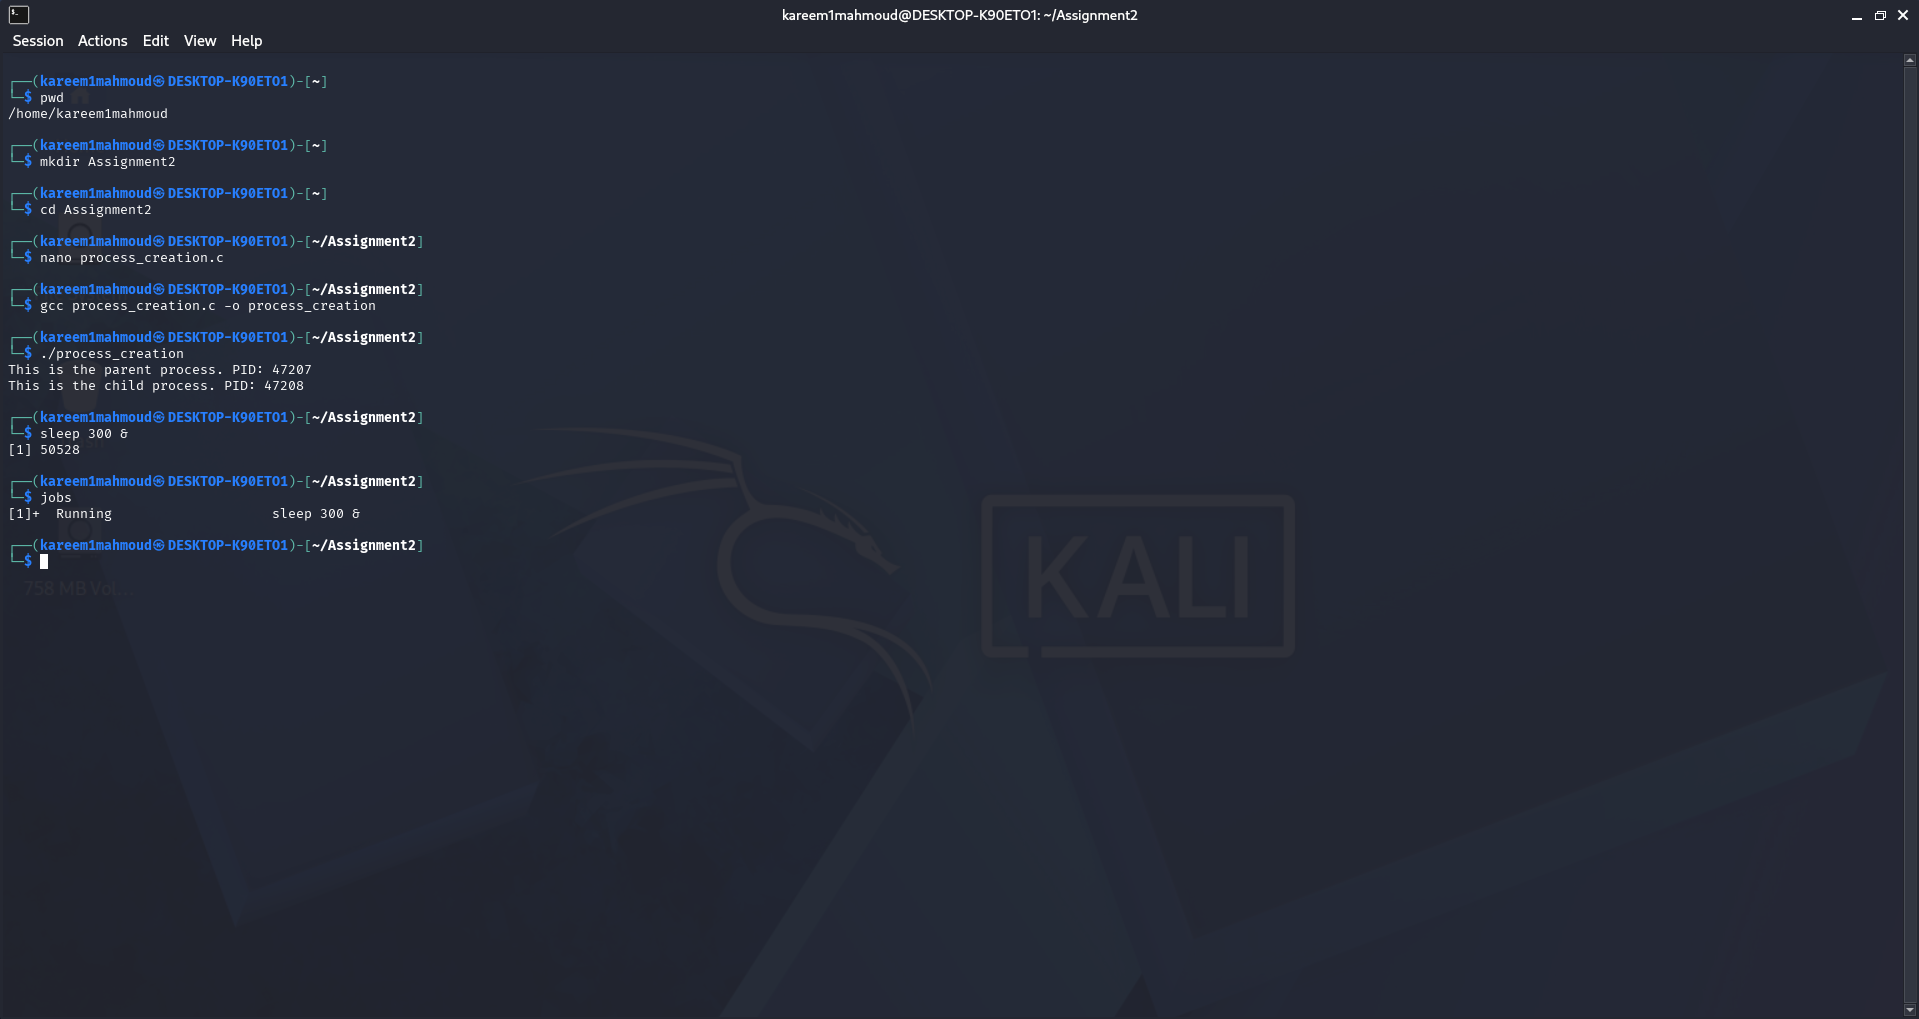 kareem1mahmoud@DESKTOP-K90ETO1: ~/Assignment2
Session Actions Edit View Help
┌──(kareem1mahmoud㉿DESKTOP-K90ETO1)-[~]
└─$ pwd
/home/kareem1mahmoud
┌──(kareem1mahmoud㉿DESKTOP-K90ETO1)-[~]
└─$ mkdir Assignment2
┌──(kareem1mahmoud㉿DESKTOP-K90ETO1)-[~]
└─$ cd Assignment2
┌──(kareem1mahmoud㉿DESKTOP-K90ETO1)-[~/Assignment2]
└─$ nano process_creation.c
┌──(kareem1mahmoud㉿DESKTOP-K90ETO1)-[~/Assignment2]
└─$ gcc process_creation.c -o process_creation
┌──(kareem1mahmoud㉿DESKTOP-K90ETO1)-[~/Assignment2]
└─$ ./process_creation
This is the parent process. PID: 47207
This is the child process. PID: 47208
┌──(kareem1mahmoud㉿DESKTOP-K90ETO1)-[~/Assignment2]
└─$ sleep 300 &
[1] 50528
┌──(kareem1mahmoud㉿DESKTOP-K90ETO1)-[~/Assignment2]
└─$ jobs
[1]+  Running                    sleep 300 &
┌──(kareem1mahmoud㉿DESKTOP-K90ETO1)-[~/Assignment2]
└─$
758 MB Vol...
KALI